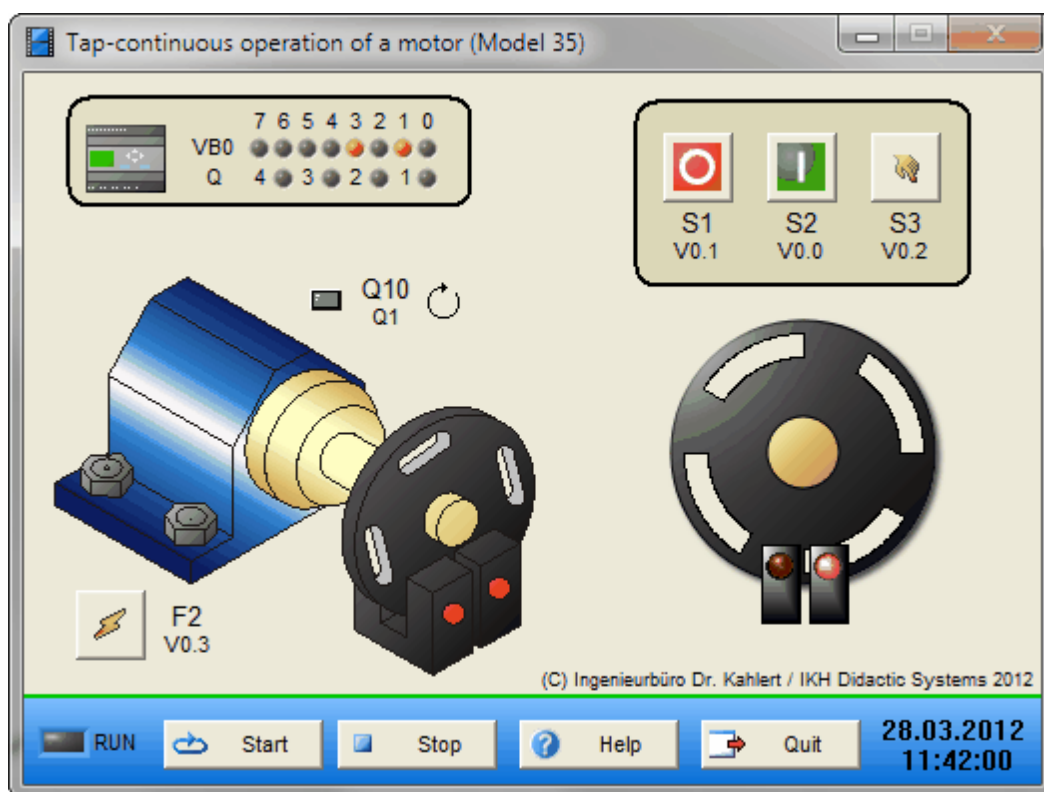 Tap-continuous operation of a motor (Model 35)
7 6 5 4 3 2 1 0
VB0
Q 4 3 2 1
S1 S2 S3
V0.1 V0.0 V0.2
Q10
Q1
F2
V0.3
(C) Ingenieurbüro Dr. Kahlert / IKH Didactic Systems 2012
RUN Start Stop ? Help Quit 28.03.2012
11:42:00